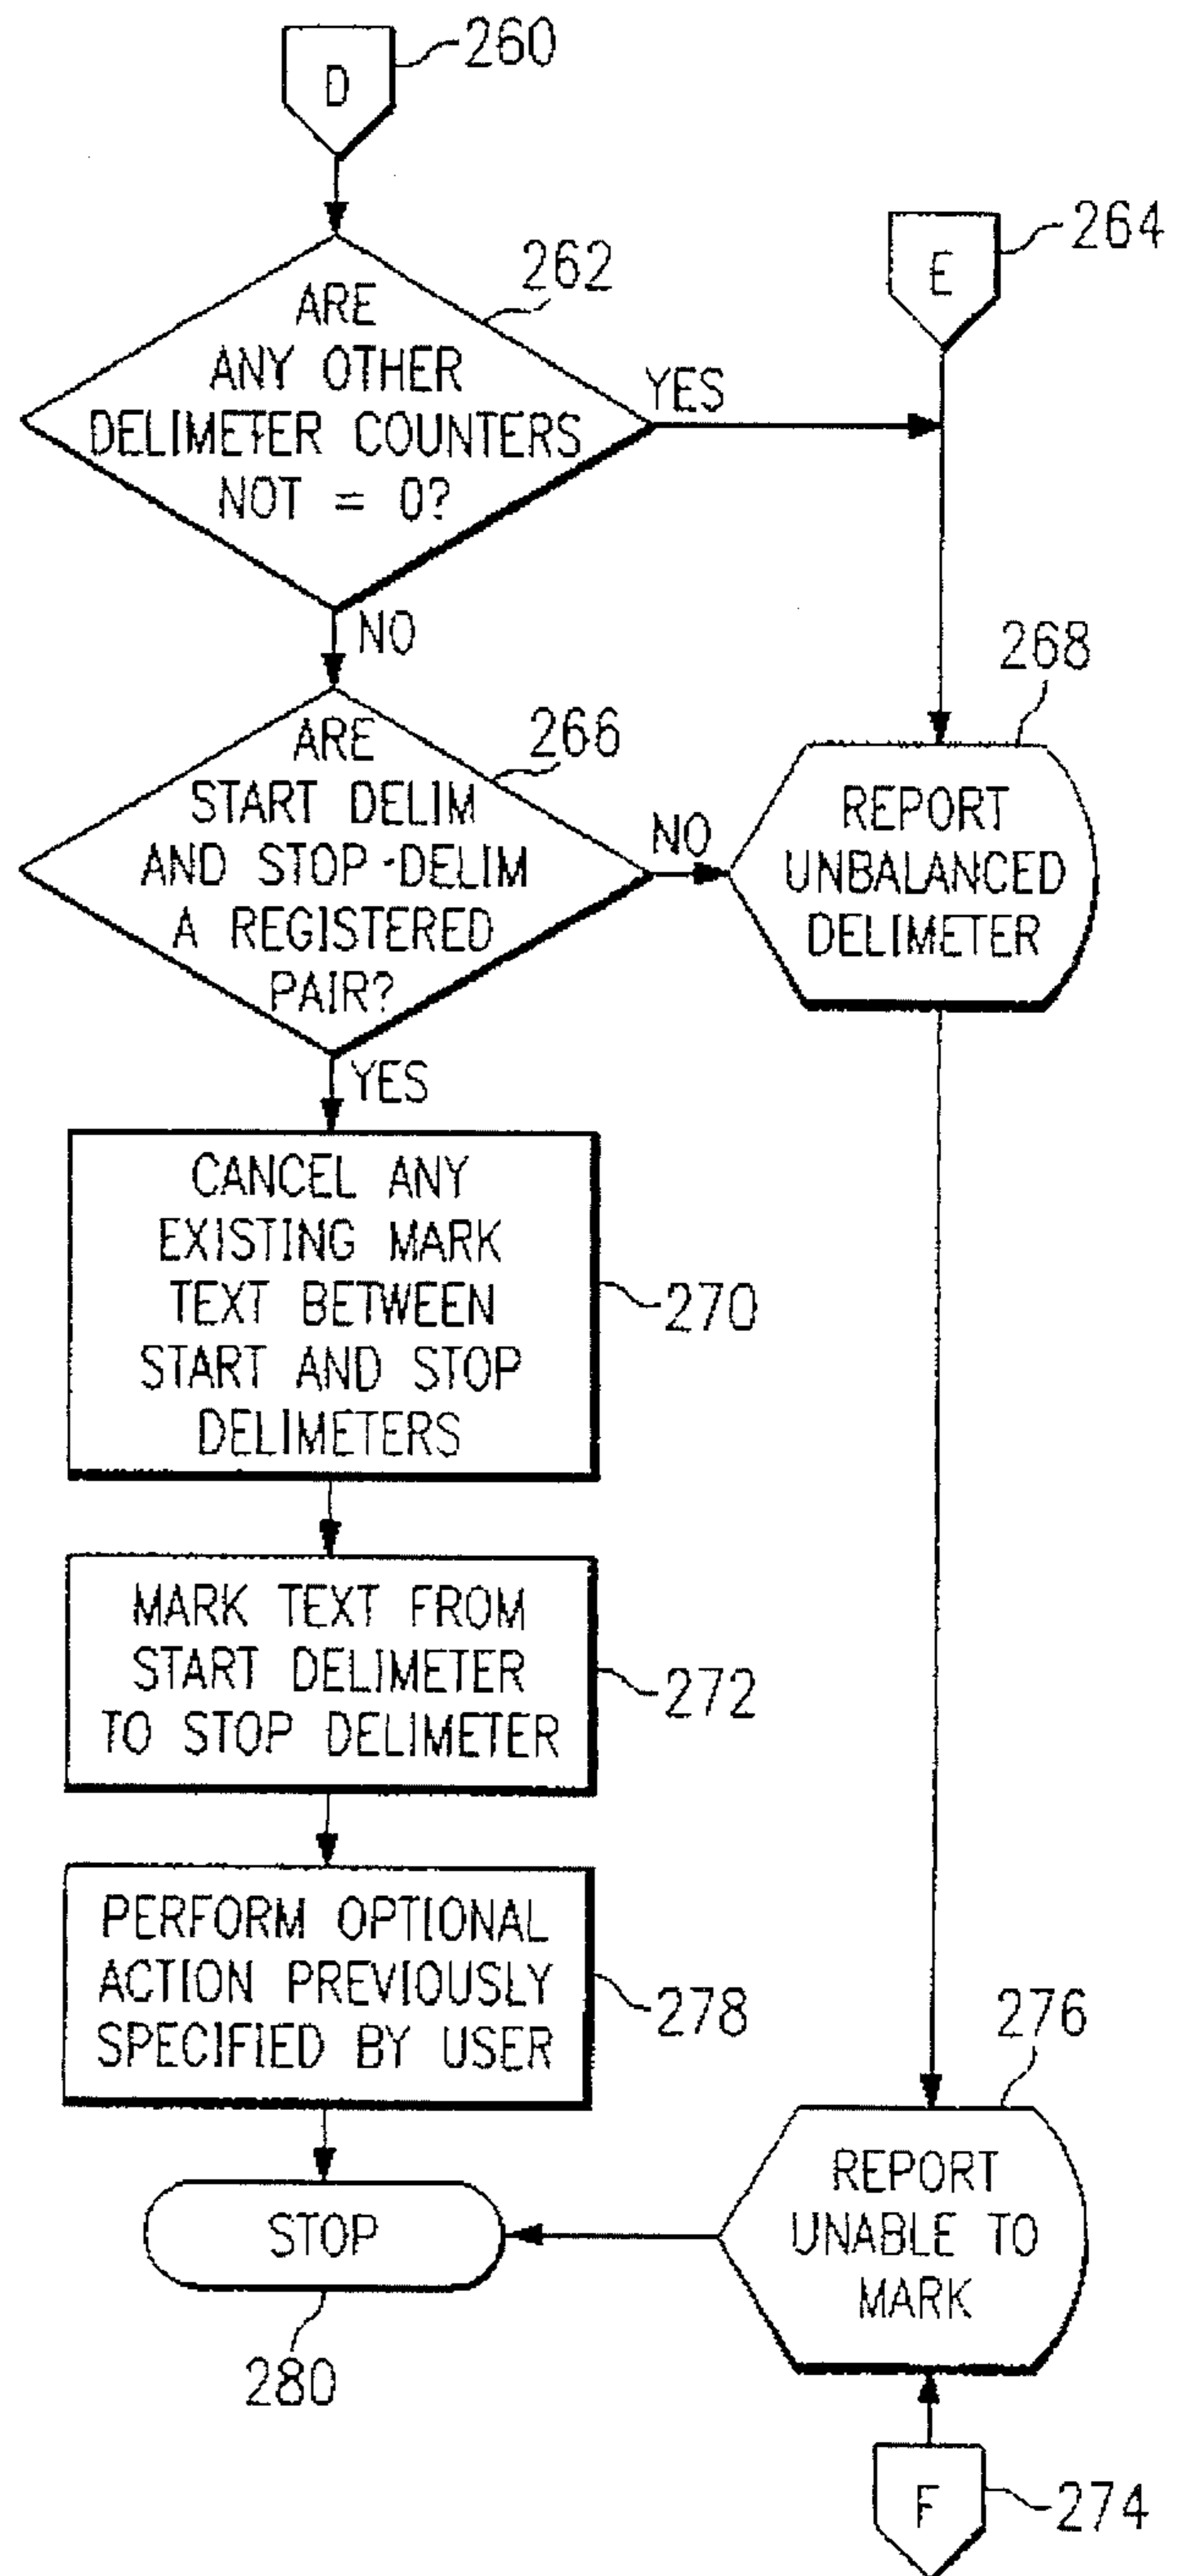 D
260
262
ARE
ANY OTHER
DELIMETER COUNTERS
NOT = 0?
YES
E
264
NO
266
ARE
START DELIM
AND STOP-DELIM
A REGISTERED
PAIR?
NO
268
REPORT
UNBALANCED
DELIMETER
YES
CANCEL ANY
EXISTING MARK
TEXT BETWEEN
START AND STOP
DELIMETERS
270
MARK TEXT FROM
START DELIMETER
TO STOP DELIMETER
272
PERFORM OPTIONAL
ACTION PREVIOUSLY
SPECIFIED BY USER
278
276
REPORT
UNABLE TO
MARK
STOP
280
F
274